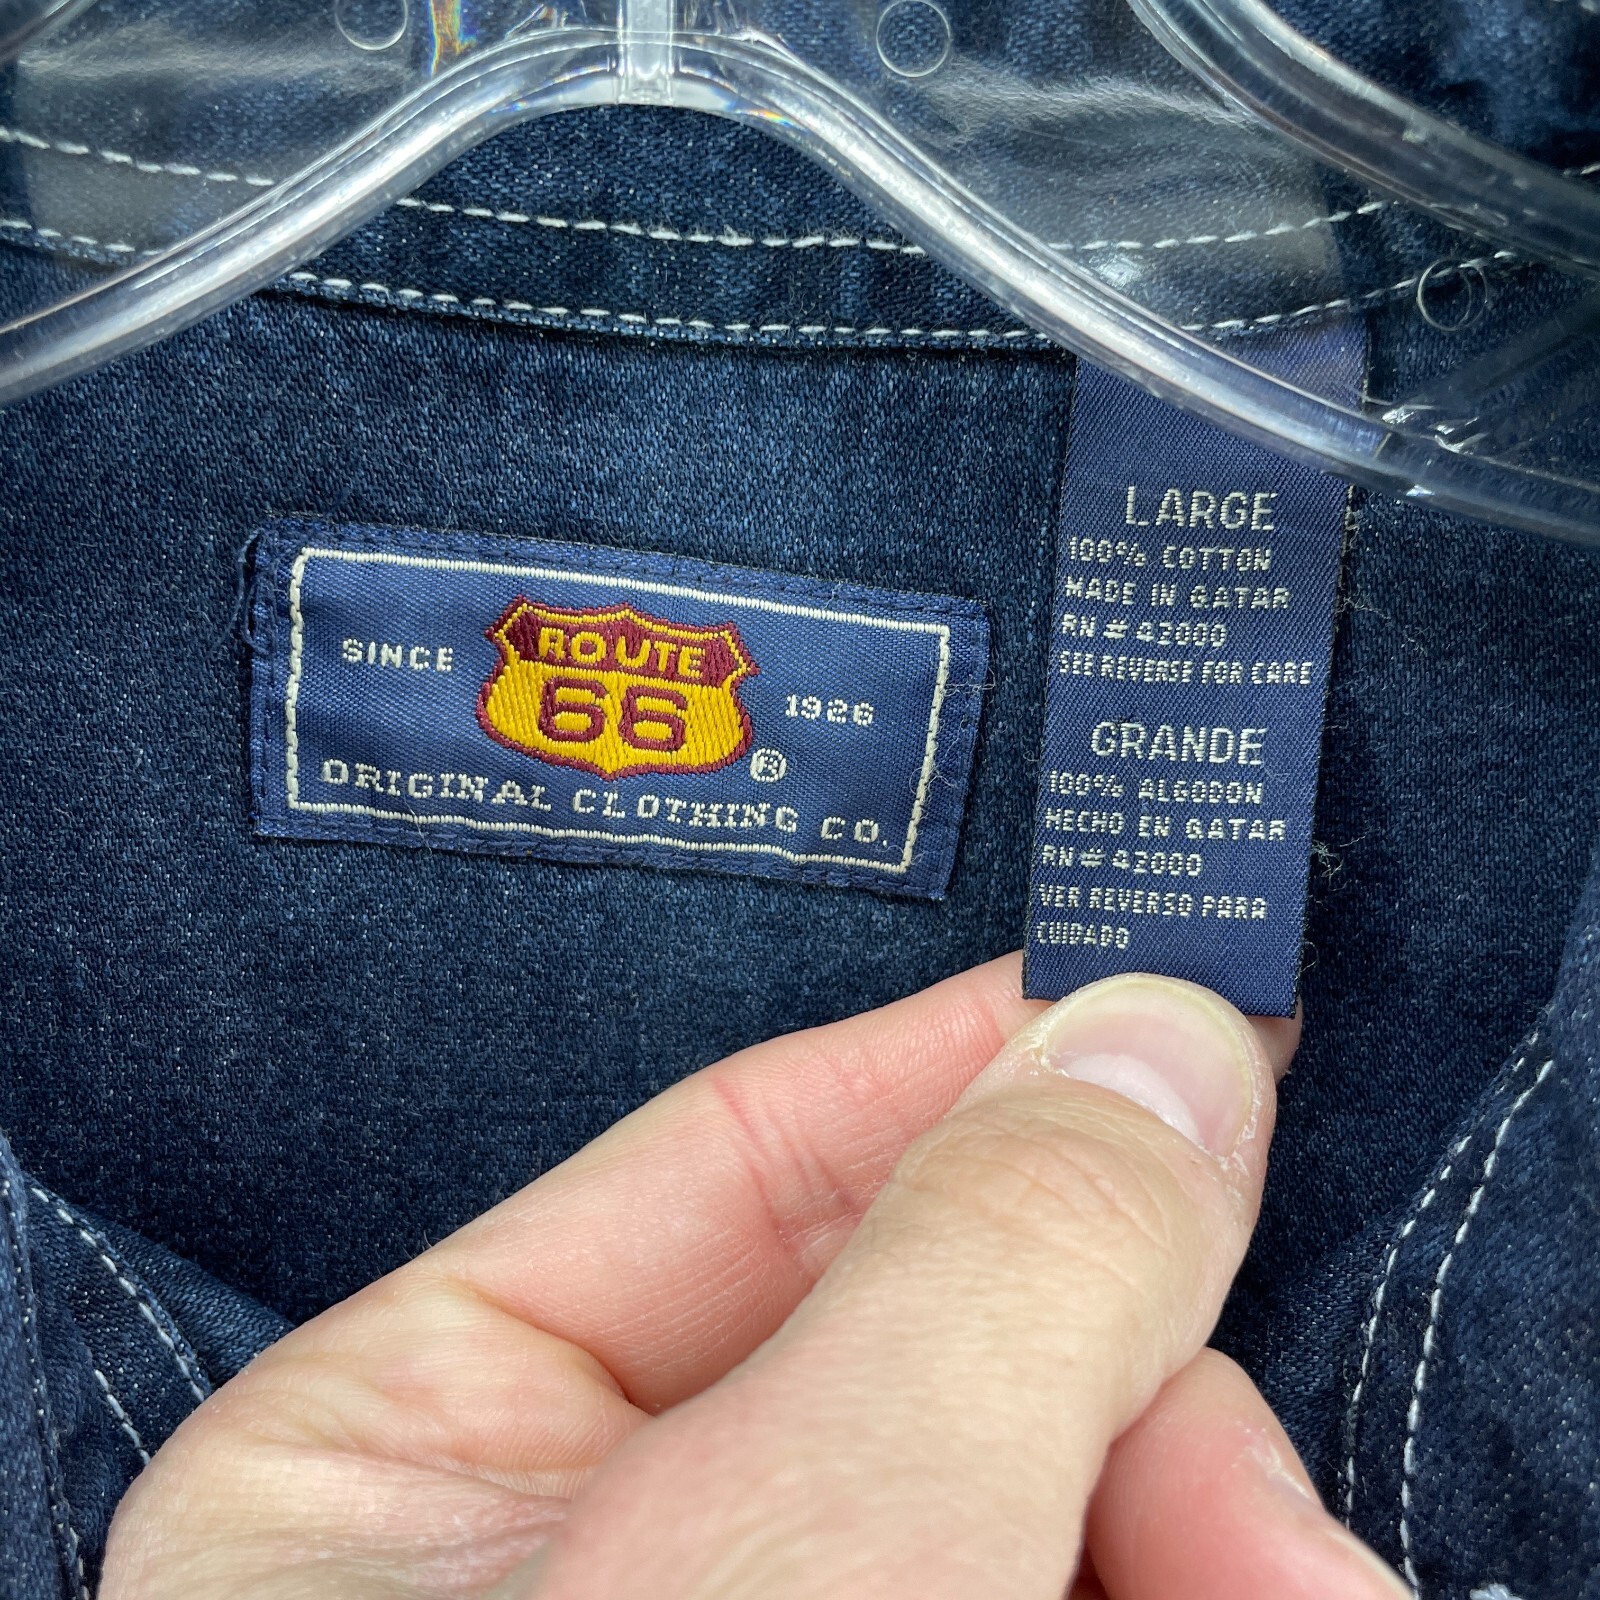 SINCE
ROUTE
66
1926
®
ORIGINAL CLOTHING CO.
LARGE
100% COTTON
MADE IN QATAR
RN # 42000
SEE REVERSE FOR CARE
GRANDE
100% ALGODON
HECHO EN QATAR
RN # 42000
VER REVERSO PARA
CUIDADO